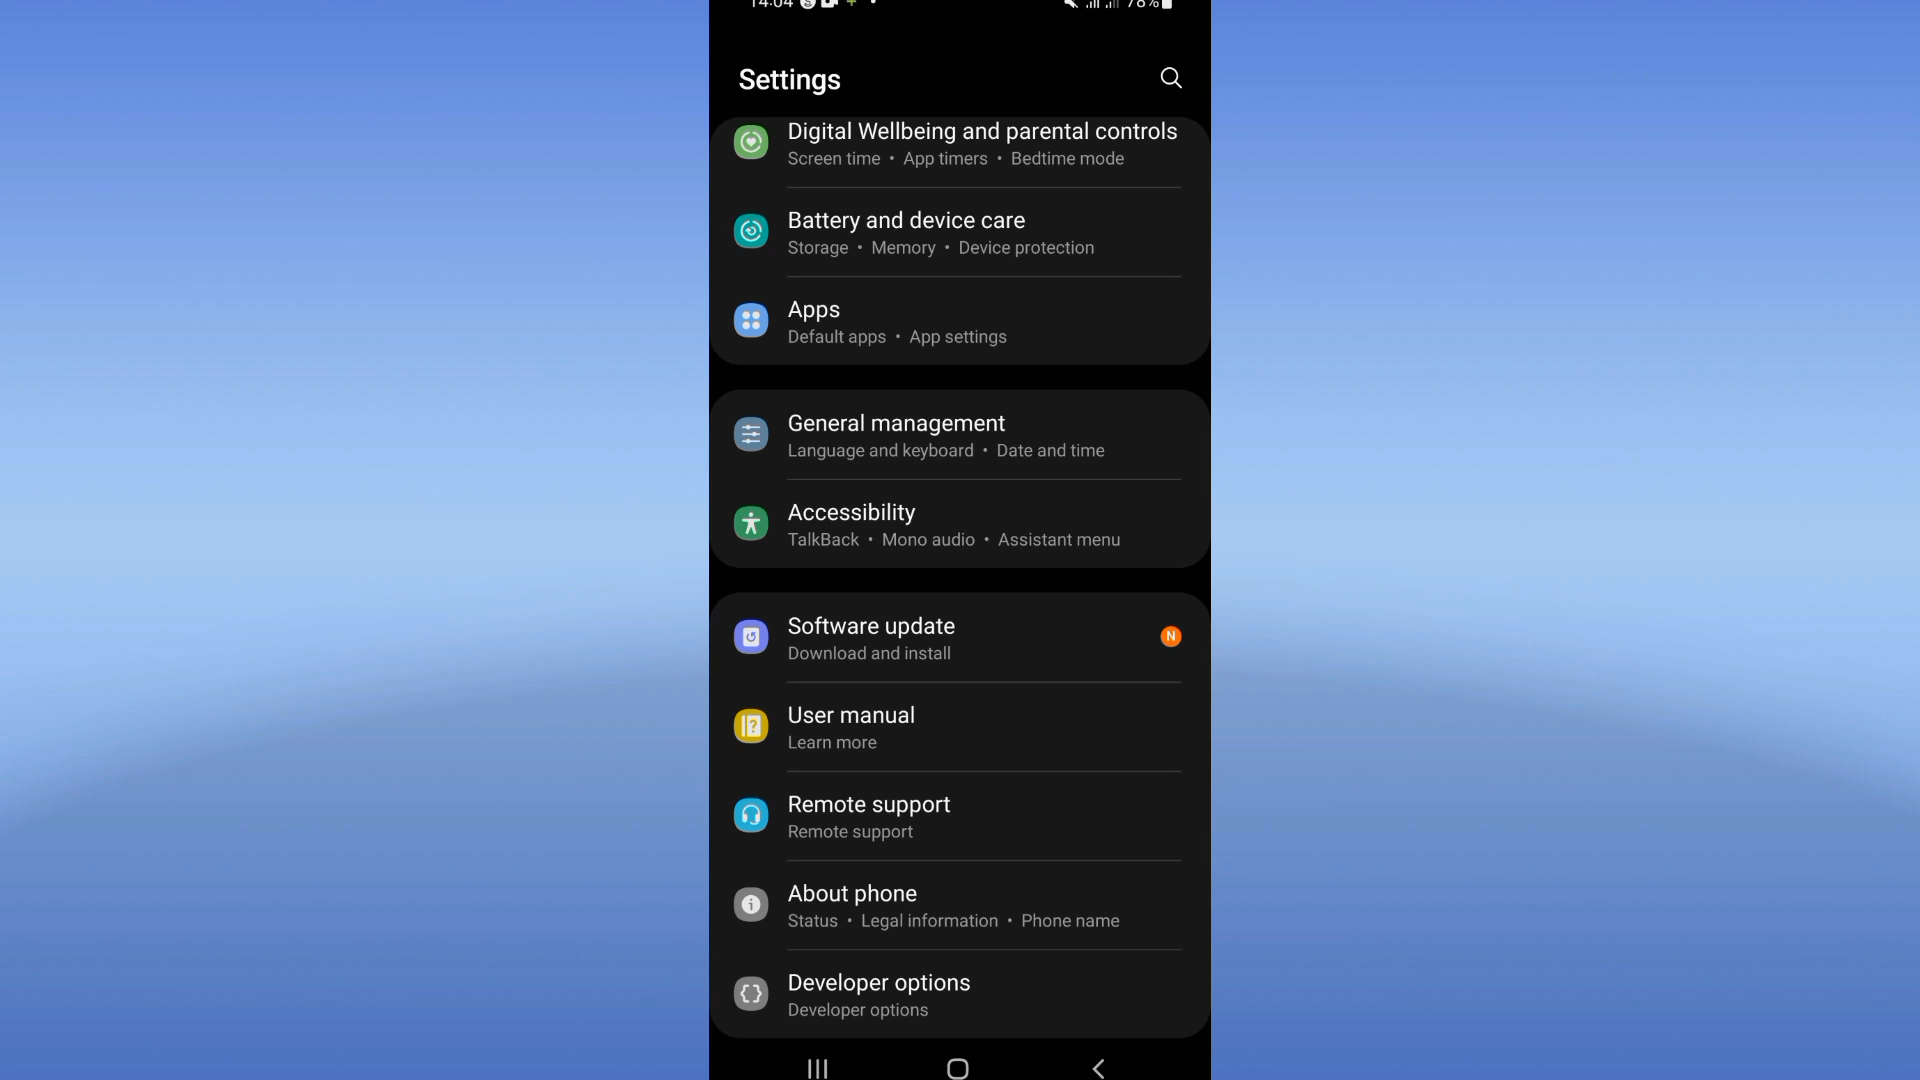 14:04 78%
Settings
Digital Wellbeing and parental controls
Screen time • App timers • Bedtime mode
Battery and device care
Storage • Memory • Device protection
Apps
Default apps • App settings
General management
Language and keyboard • Date and time
Accessibility
TalkBack • Mono audio • Assistant menu
Software update
N
Download and install
User manual
Learn more
Remote support
Remote support
About phone
Status • Legal information • Phone name
Developer options
Developer options